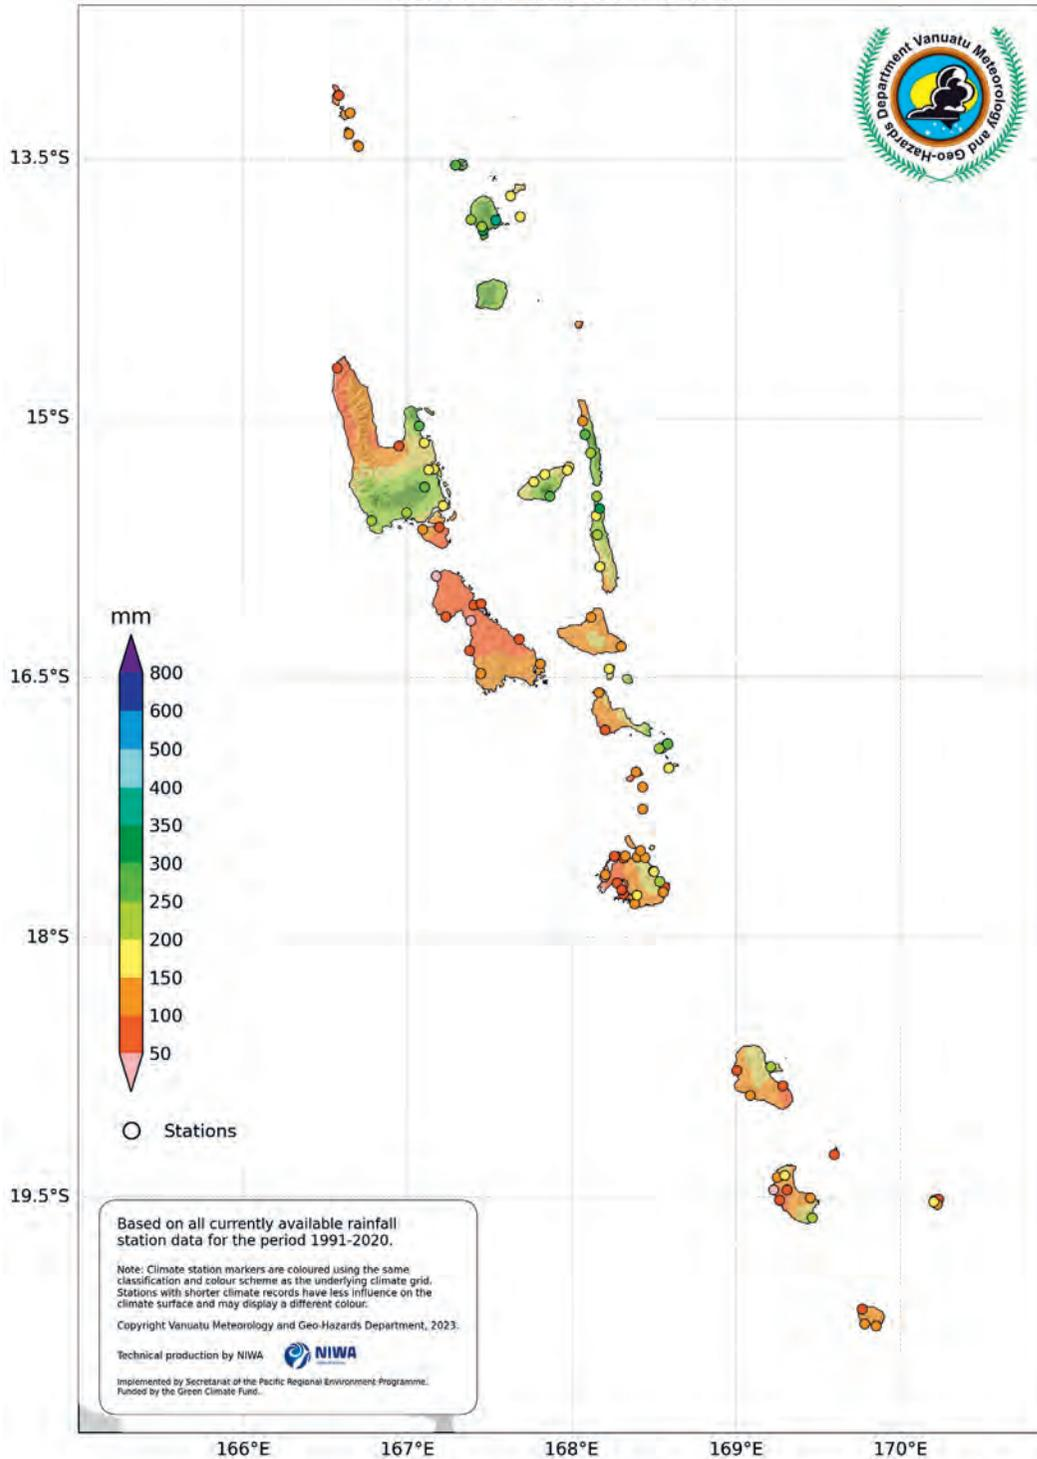 Department Vanuatu Meteorology and Geo-Hazards
13.5°S
15°S
16.5°S
18°S
19.5°S
mm
800
600
500
400
350
300
250
200
150
100
50
Stations
Based on all currently available rainfall
station data for the period 1991-2020.
Note: Climate station markers are coloured using the same
classification and colour scheme as the underlying climate grid.
Stations with shorter climate records have less influence on the
climate surface and may display a different colour.
Copyright Vanuatu Meteorology and Geo-Hazards Department, 2023.
Technical production by NIWA
NIWA
Implemented by Secretariat of the Pacific Regional Environment Programme.
Funded by the Green Climate Fund.
166°E
167°E
168°E
169°E
170°E